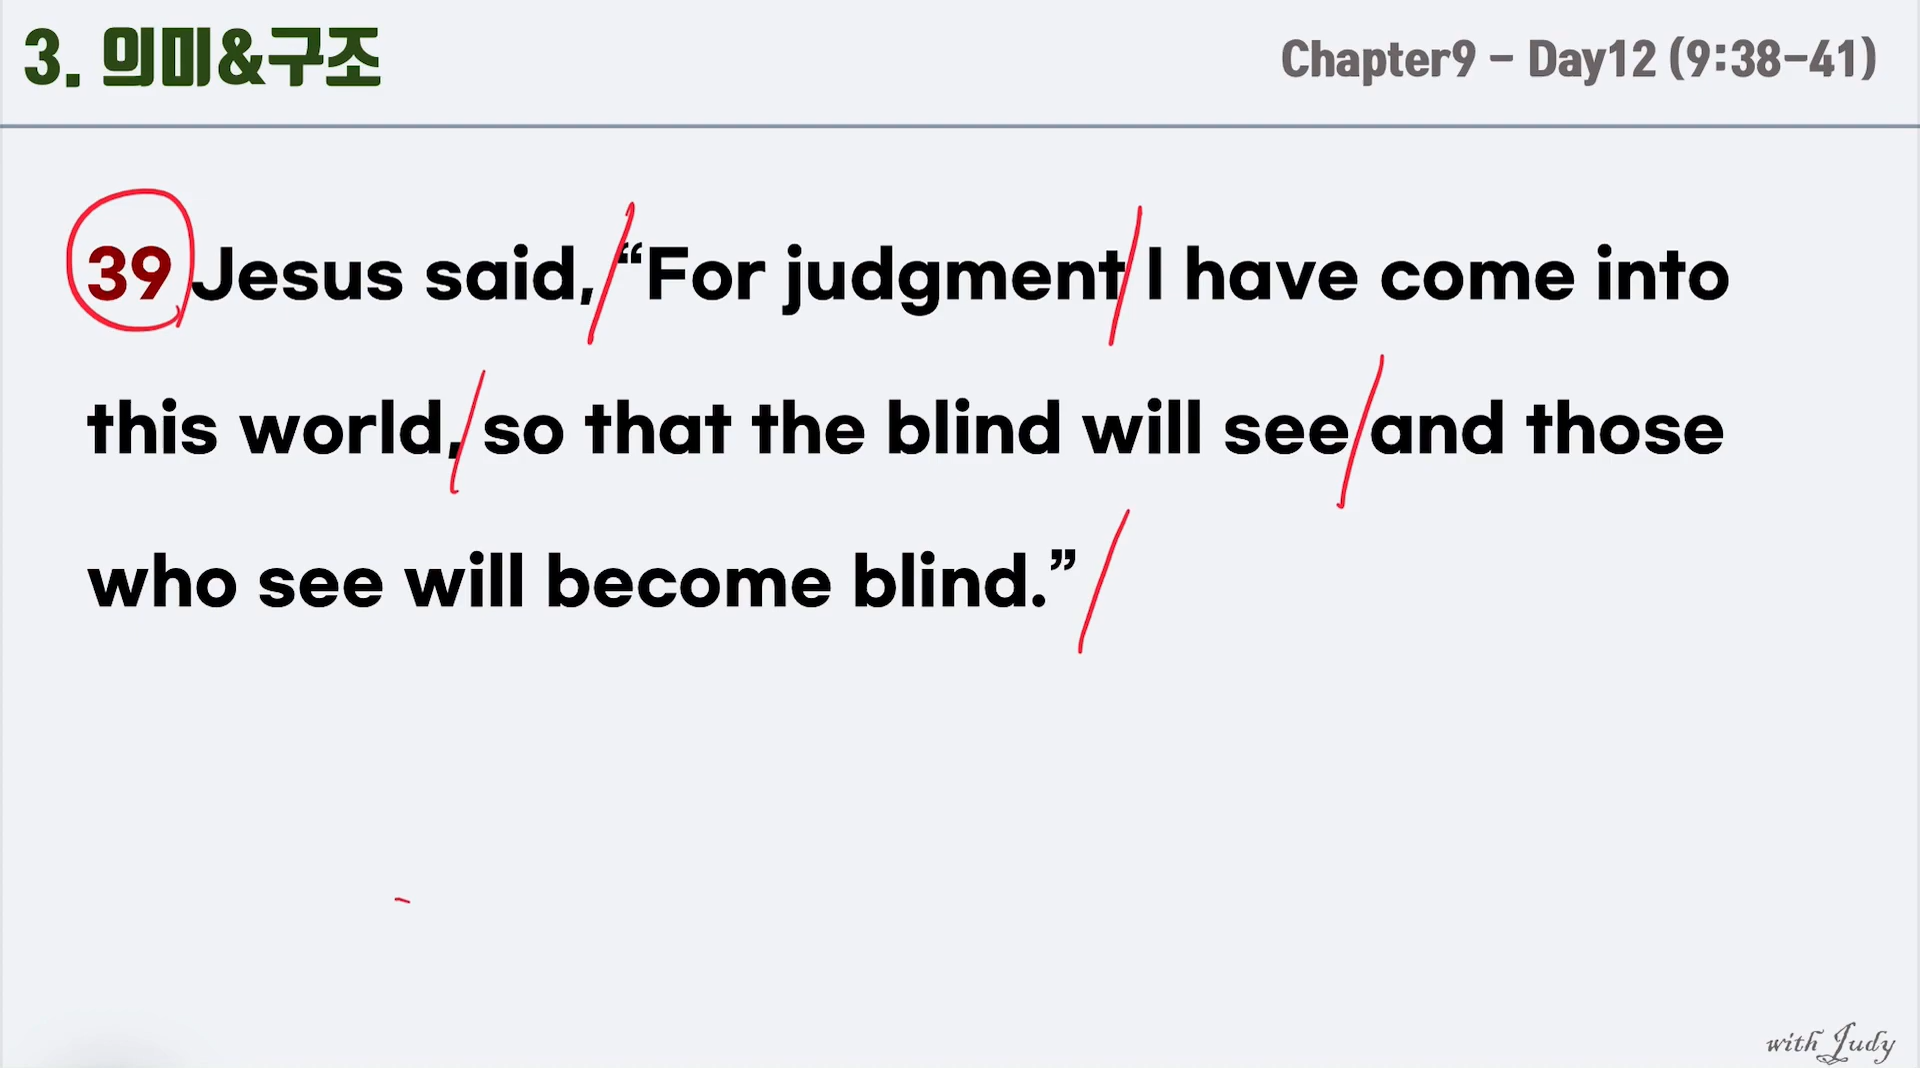 3. 의미&구조
Chapter9 - Day12 (9:38-41)
39 Jesus said, “For judgment I have come into
this world, so that the blind will see and those
who see will become blind.”
with Judy